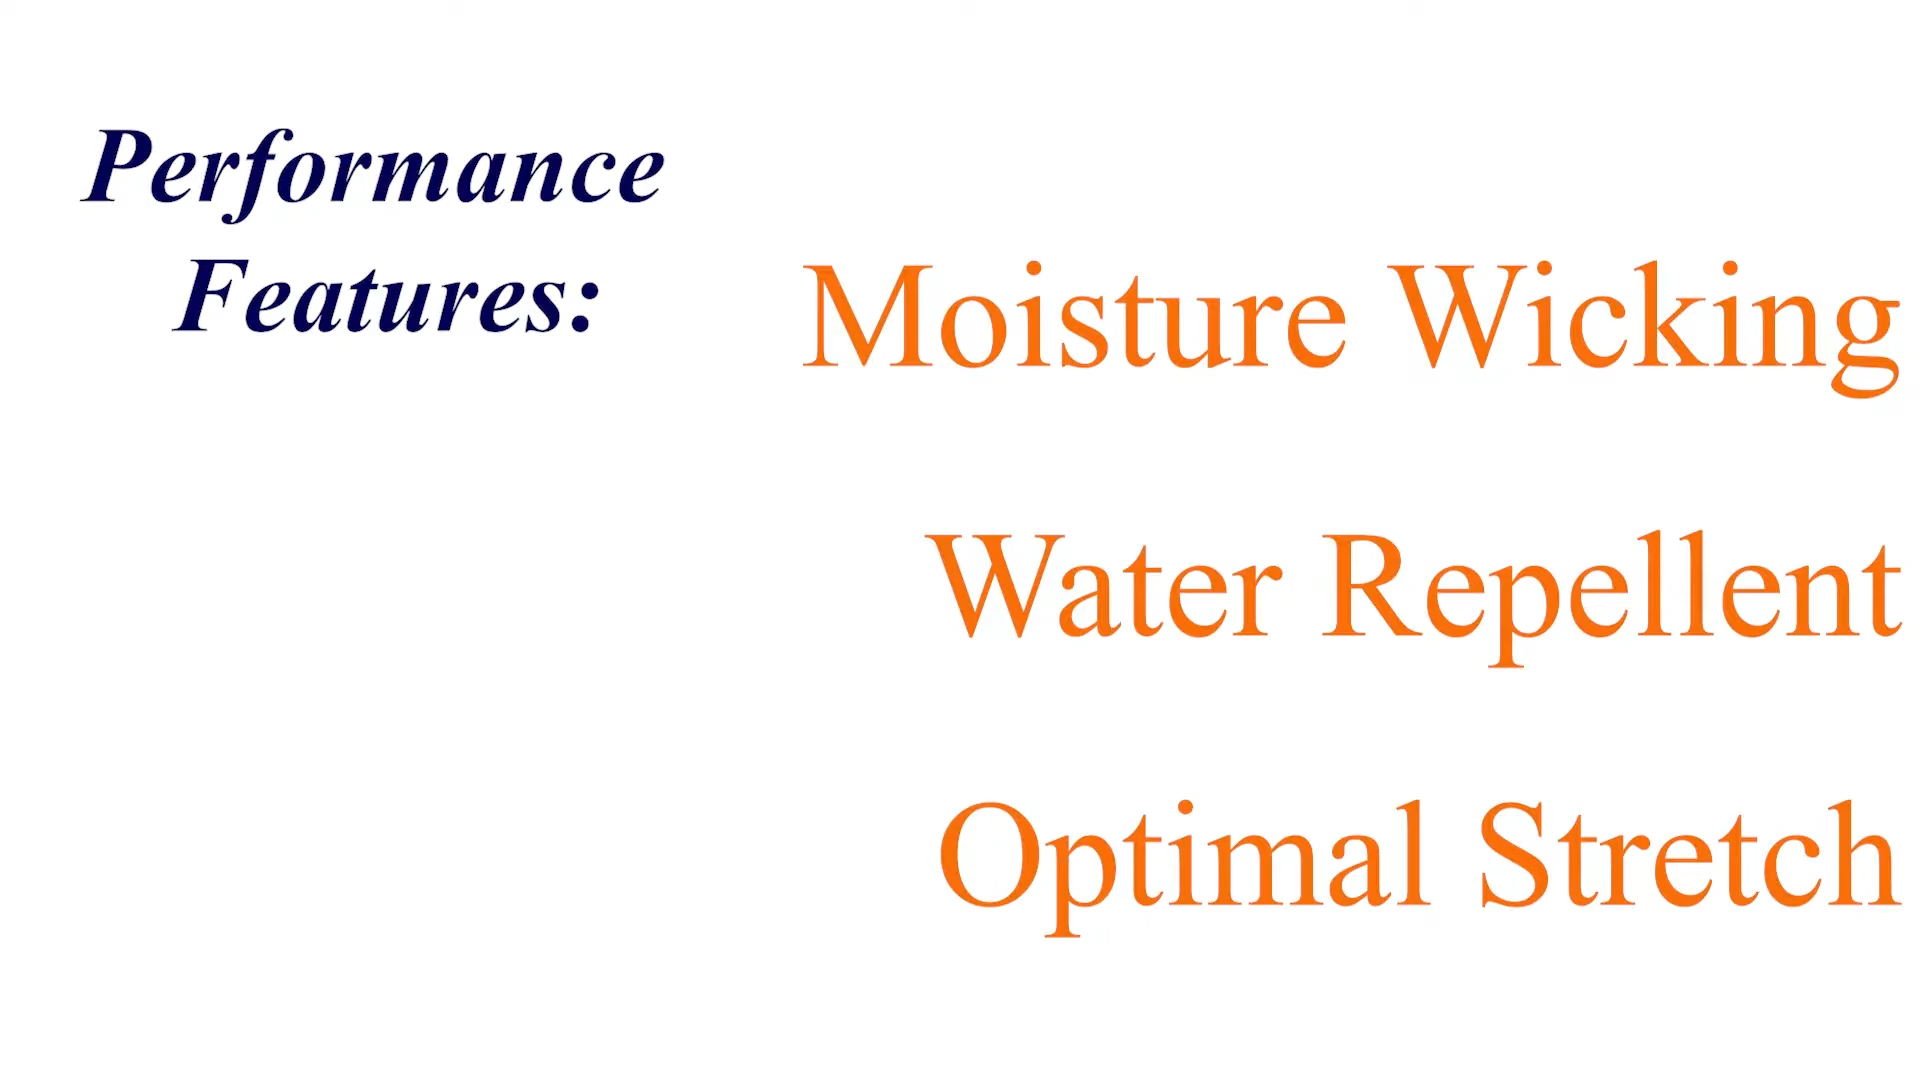 Performance
Features:
Moisture Wicking
Water Repellent
Optimal Stretch